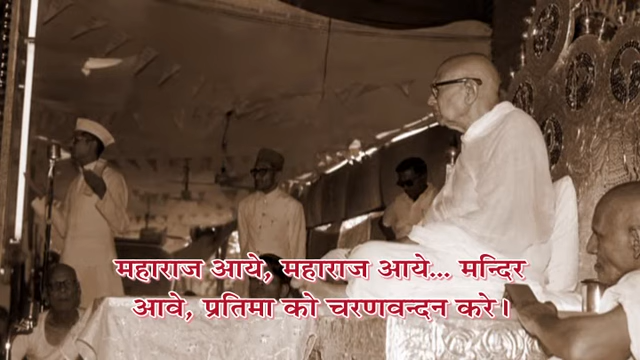 महाराज आये, महाराज आये... मन्दिर
आवे, प्रतिमा को चरणवन्दन करे।